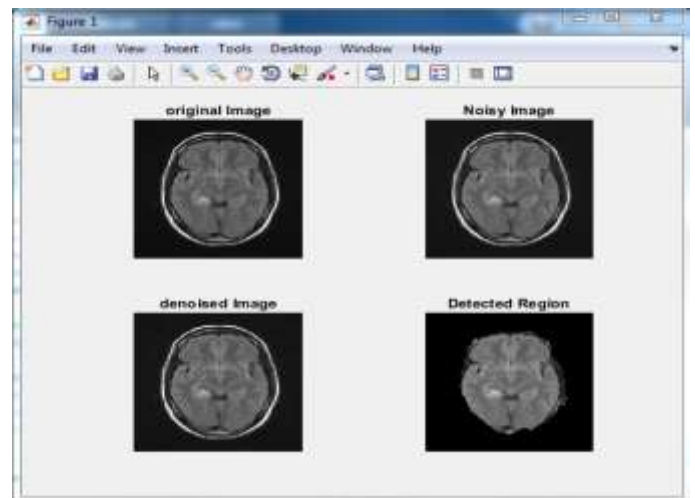 Figure 1
File Edit View Insert Tools Desktop Window Help
original Image Noisy Image
denoised Image Detected Region